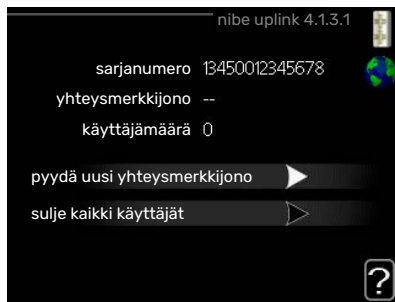 nibe uplink 4.1.3.1
sarjanumero 13450012345678
yhteysmerkkijono --
käyttäjämäärä 0
pyydä uusi yhteysmerkkijono
sulje kaikki käyttäjät
?